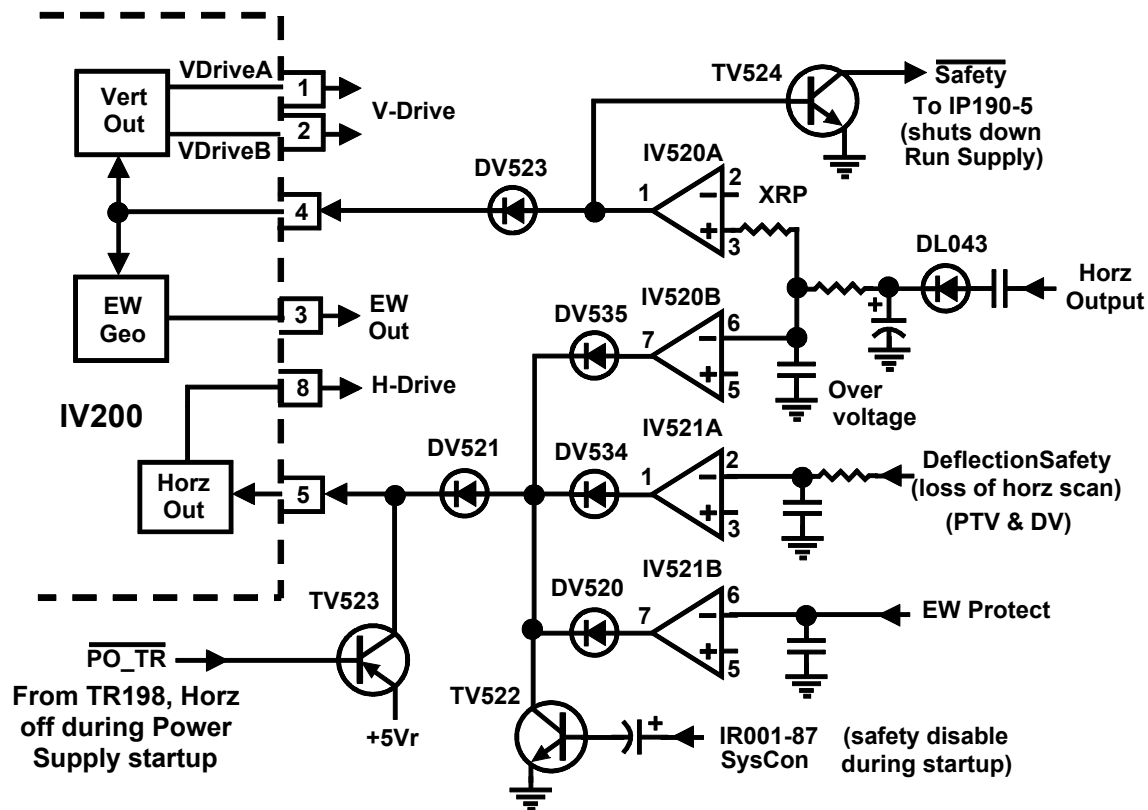 VDriveA
1
Vert
Out
2
V-Drive
VDriveB
TV524
Safety
To IP190-5
(shuts down
Run Supply)
DV523
IV520A
1
2
3
XRP
4
DL043
Horz
Output
EW
Geo
3
EW
Out
DV535
IV520B
7
6
5
8
H-Drive
Over
voltage
IV200
DV521
DV534
IV521A
1
2
3
DeflectionSafety
(loss of horz scan)
(PTV & DV)
Horz
Out
5
DV520
IV521B
7
6
5
EW Protect
TV523
PO_TR
From TR198, Horz
off during Power
Supply startup
+5Vr
TV522
+
IR001-87
SysCon
(safety disable
during startup)
+